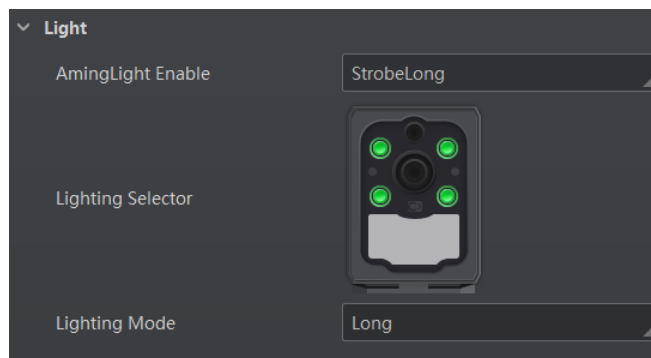 Light
AmingLight Enable
StrobeLong
Lighting Selector
Lighting Mode
Long